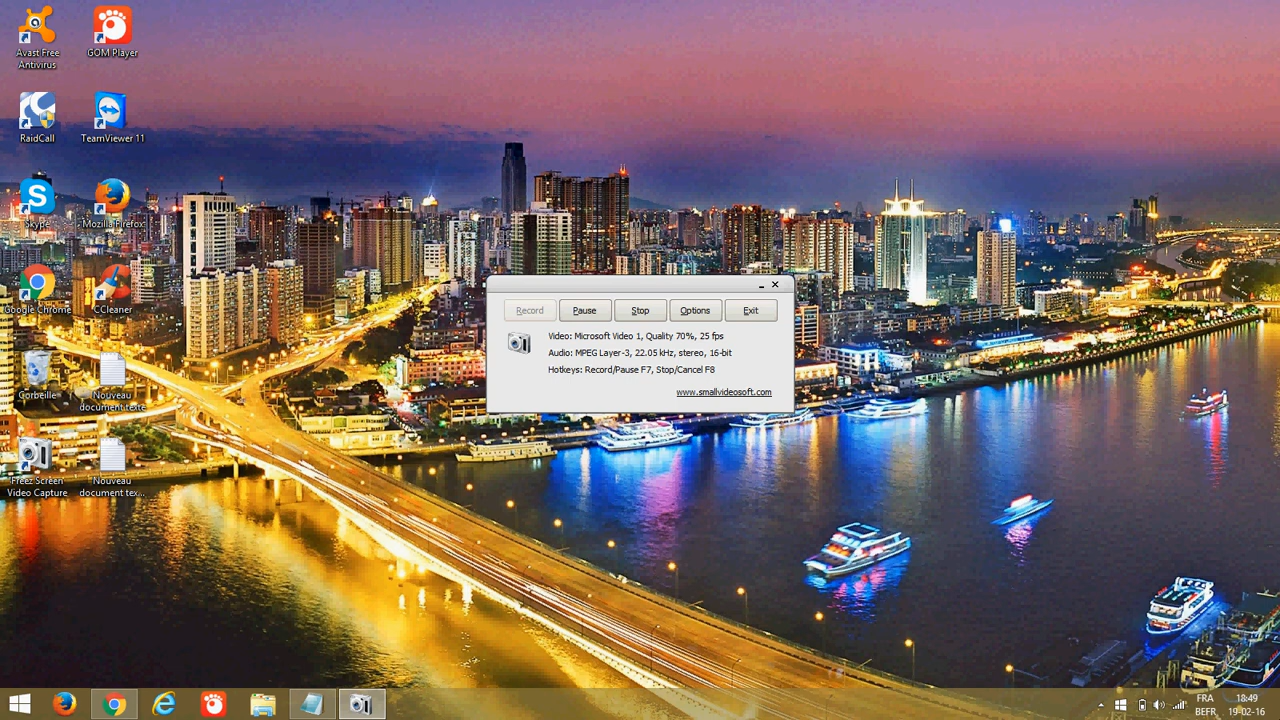 Avast Free
Antivirus
GOM Player
RaidCall
TeamViewer 11
Skype
Mozilla Firefox
Google Chrome
CCleaner
Corbeille
Nouveau
document texte
Freez Screen
Video Capture
Nouveau
document tex...
Record
Pause
Stop
Options
Exit
Video: Microsoft Video 1, Quality 70%, 25 fps
Audio: MPEG Layer-3, 22.05 kHz, stereo, 16-bit
Hotkeys: Record/Pause F7, Stop/Cancel F8
www.smallvideosoft.com
FRA
BEFR
18:49
19-02-16